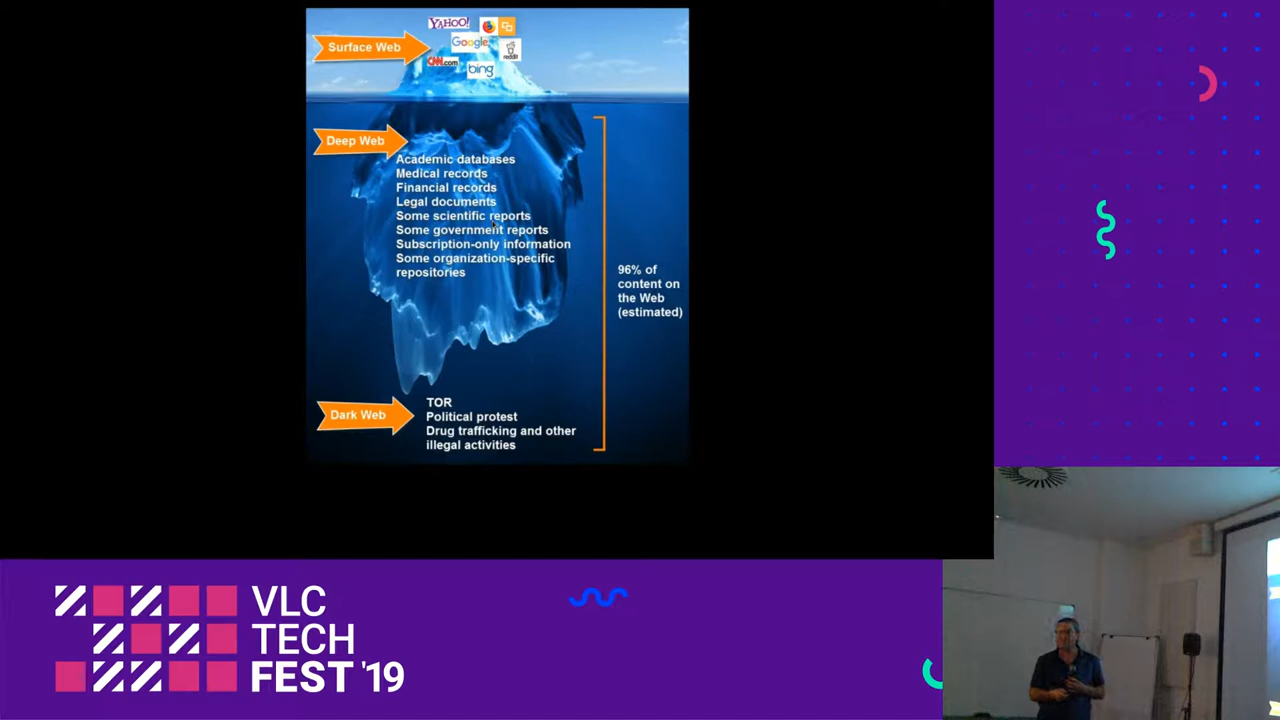 YAHOO!
Google
reddit
CNN.com
bing
Surface Web
Deep Web
Academic databases
Medical records
Financial records
Legal documents
Some scientific reports
Some government reports
Subscription-only information
Some organization-specific
repositories
96% of
content on
the Web
(estimated)
Dark Web
TOR
Political protest
Drug trafficking and other
illegal activities
VLC
TECH
FEST '19